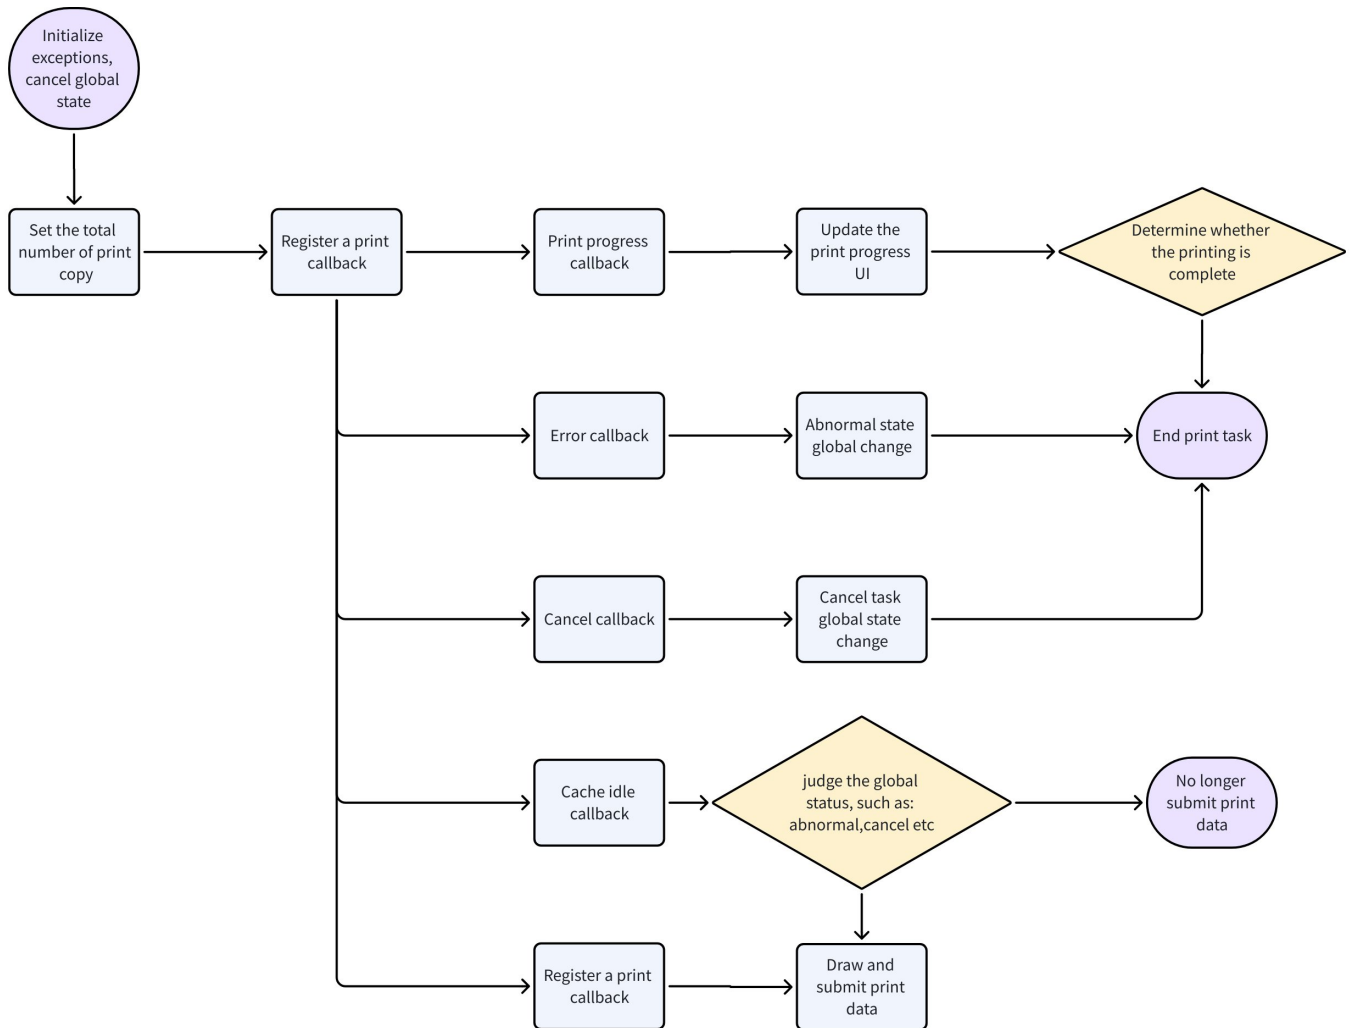 Initialize
exceptions,
cancel global
state
Set the total
number of print
copy
Register a print
callback
Print progress
callback
Update the
print progress
UI
Determine whether
the printing is
complete
Error callback
Abnormal state
global change
End print task
Cancel callback
Cancel task
global state
change
Cache idle
callback
judge the global
status, such as:
abnormal,cancel etc
No longer
submit print
data
Register a print
callback
Draw and
submit print
data